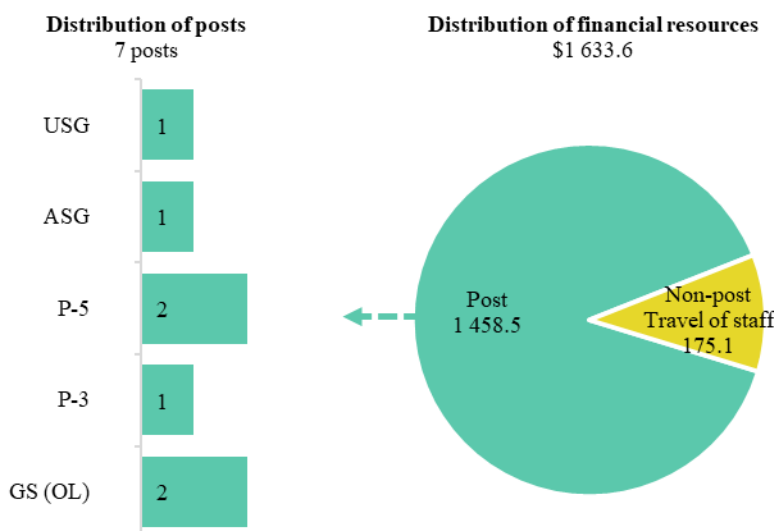 Distribution of posts
7 posts
USG
1
ASG
1
P-5
2
P-3
1
GS (OL)
2
Distribution of financial resources
$1 633.6
Post
1 458.5
Non-post
Travel of staff
175.1